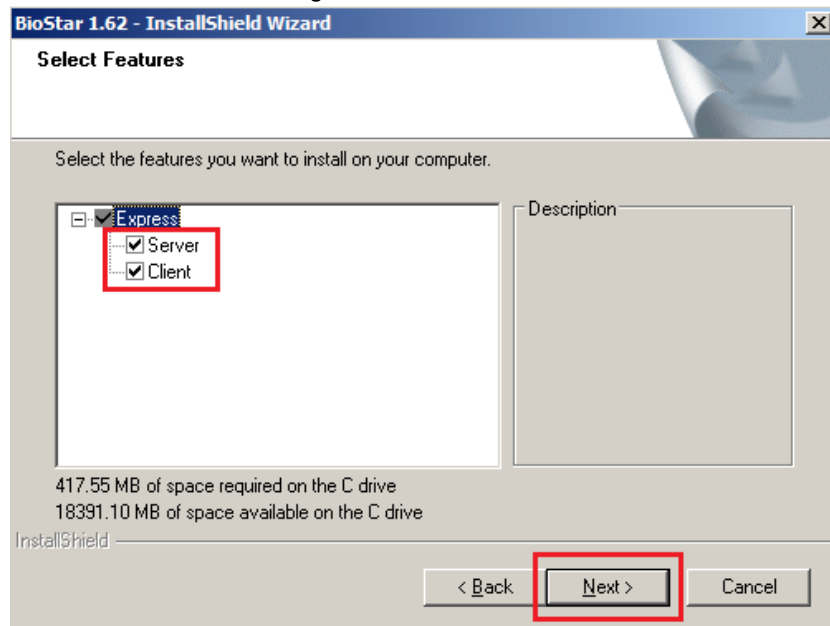 BioStar 1.62 - InstallShield Wizard
Select Features
Select the features you want to install on your computer.
Express
Server
Client
Description
417.55 MB of space required on the C drive
18391.10 MB of space available on the C drive
InstallShield
< Back
Next >
Cancel